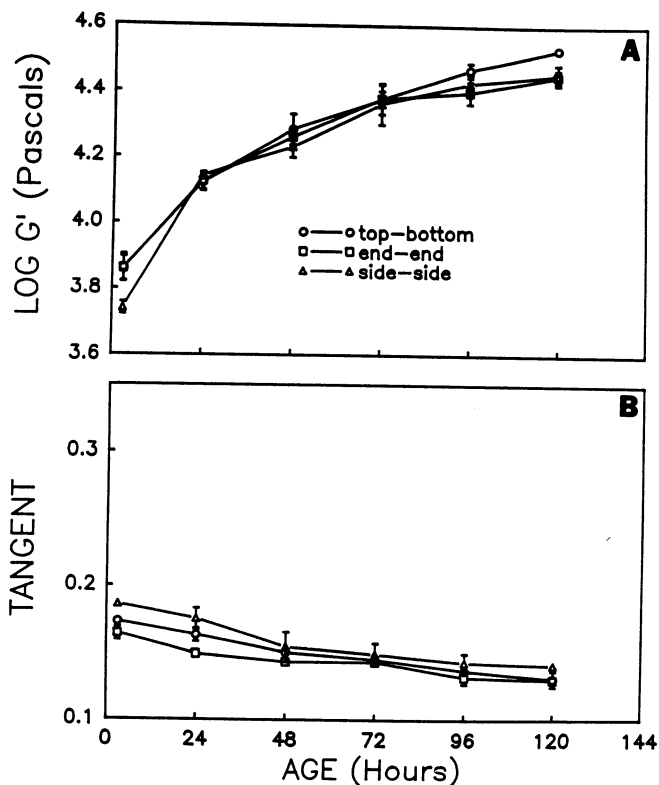 4.6
A
4.4
4.2
4.0
3.8
3.6
LOG G' (Pascals)
top-bottom
end-end
side-side
B
0.3
0.2
0.1
TANGENT
0 24 48 72 96 120 144
AGE (Hours)